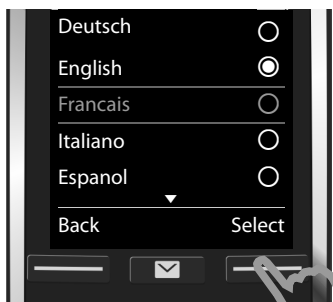 Deutsch
English
Francais
Italiano
Espanol
Back Select